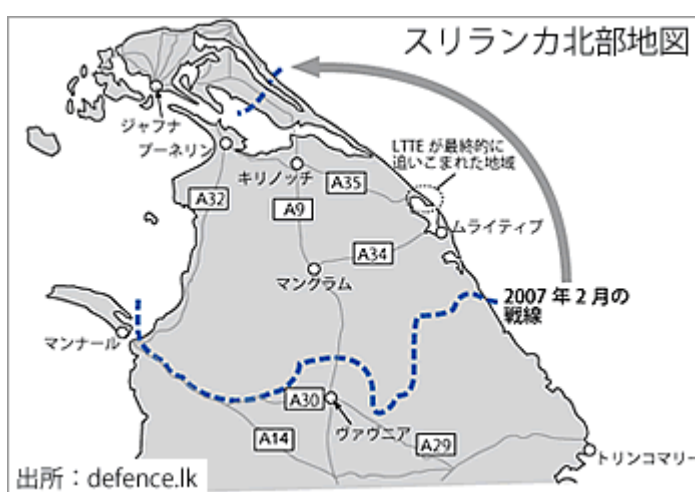 スリランカ北部地図
ジャフナ
プーネリン
LTTE が最終的に
追いこまれた地域
キリノッチ
A35
A32
A9
ムライティブ
A34
マングラム
2007 年 2 月の
戦線
マンナール
A30
ヴァヴニア
A14
A29
トリンコマリー
出所：defence.lk